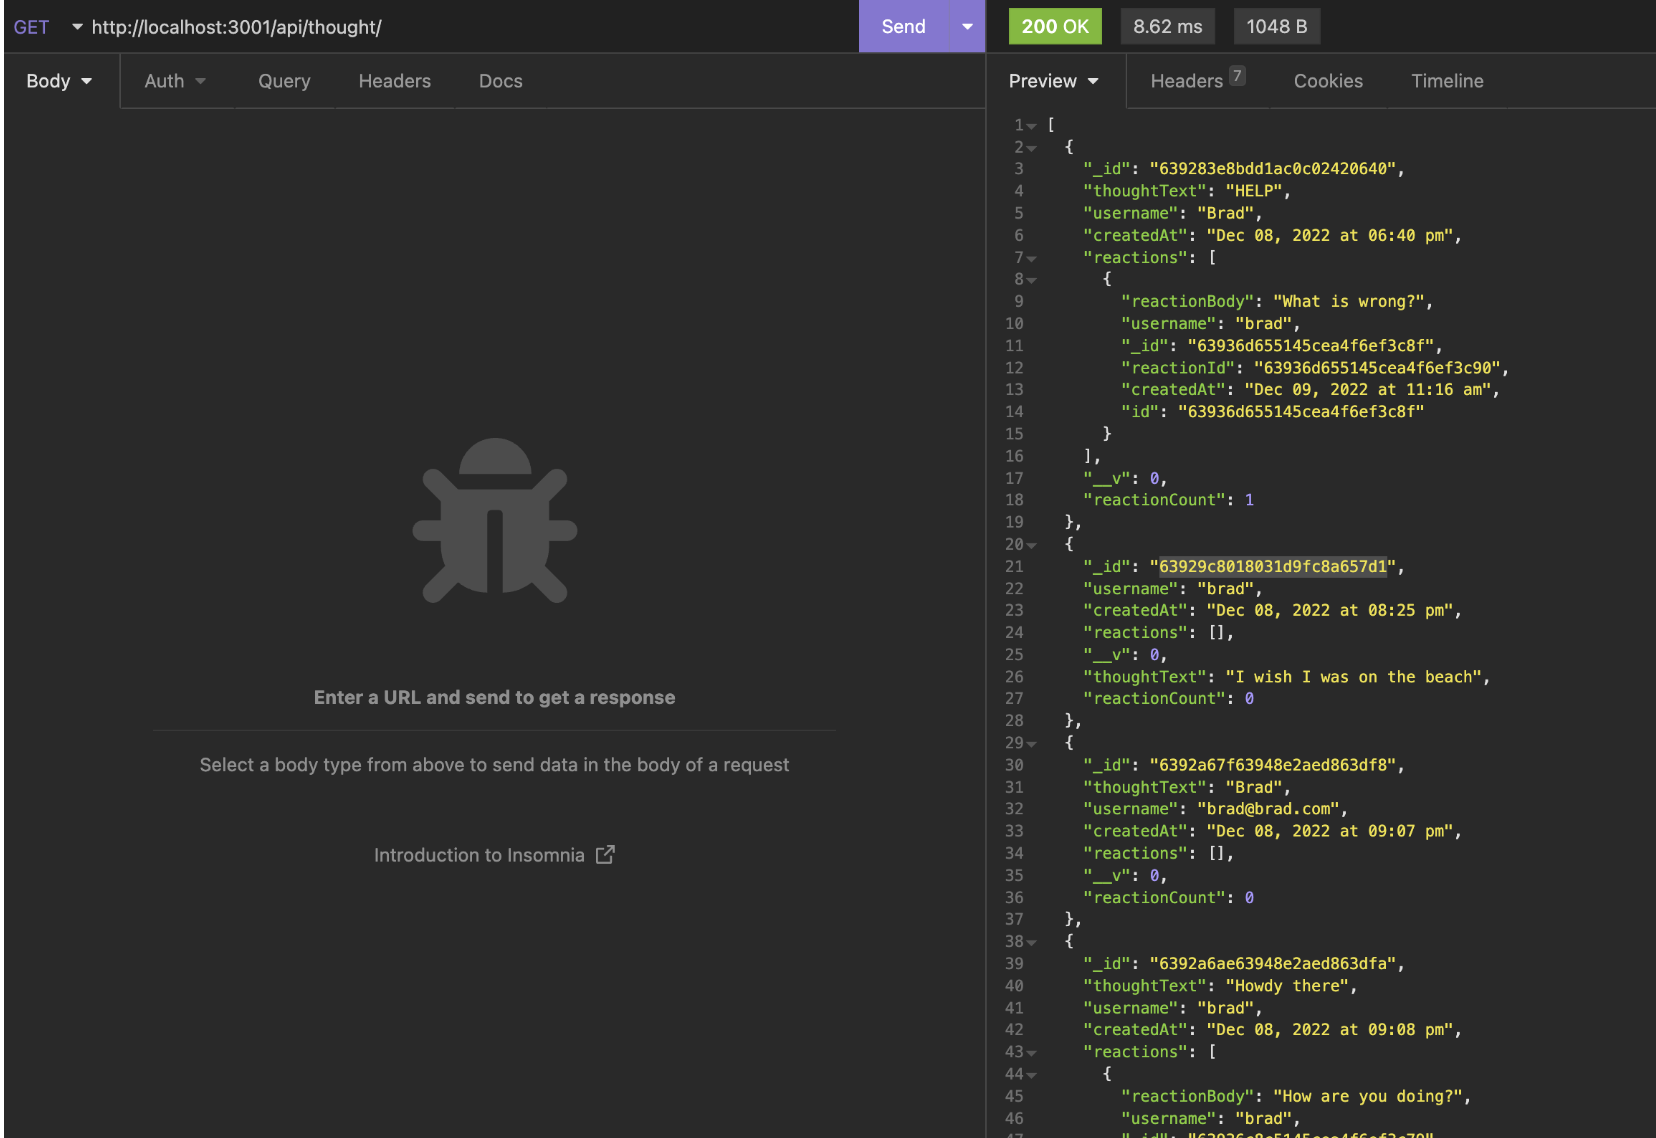 GET http://localhost:3001/api/thought/ Send 200 OK 8.62 ms 1048 B
Body Auth Query Headers Docs Preview Headers 7 Cookies Timeline
1 [
2 {
3 "_id": "639283e8bdd1ac0c02420640",
4 "thoughtText": "HELP",
5 "username": "Brad",
6 "createdAt": "Dec 08, 2022 at 06:40 pm",
7 "reactions": [
8 {
9 "reactionBody": "What is wrong?",
10 "username": "brad",
11 "_id": "63936d655145cea4f6ef3c8f",
12 "reactionId": "63936d655145cea4f6ef3c90",
13 "createdAt": "Dec 09, 2022 at 11:16 am",
14 "id": "63936d655145cea4f6ef3c8f"
15 }
16 ],
17 "__v": 0,
18 "reactionCount": 1
19 },
20 {
21 "_id": "63929c8018031d9fc8a657d1",
22 "username": "brad",
23 "createdAt": "Dec 08, 2022 at 08:25 pm",
24 "reactions": [],
25 "__v": 0,
26 "thoughtText": "I wish I was on the beach",
27 "reactionCount": 0
28 },
29 {
30 "_id": "6392a67f63948e2aed863df8",
31 "thoughtText": "Brad",
32 "username": "brad@brad.com",
33 "createdAt": "Dec 08, 2022 at 09:07 pm",
34 "reactions": [],
35 "__v": 0,
36 "reactionCount": 0
37 },
38 {
39 "_id": "6392a6ae63948e2aed863dfa",
40 "thoughtText": "Howdy there",
41 "username": "brad",
42 "createdAt": "Dec 08, 2022 at 09:08 pm",
43 "reactions": [
44 {
45 "reactionBody": "How are you doing?",
46 "username": "brad",
Enter a URL and send to get a response
Select a body type from above to send data in the body of a request
Introduction to Insomnia